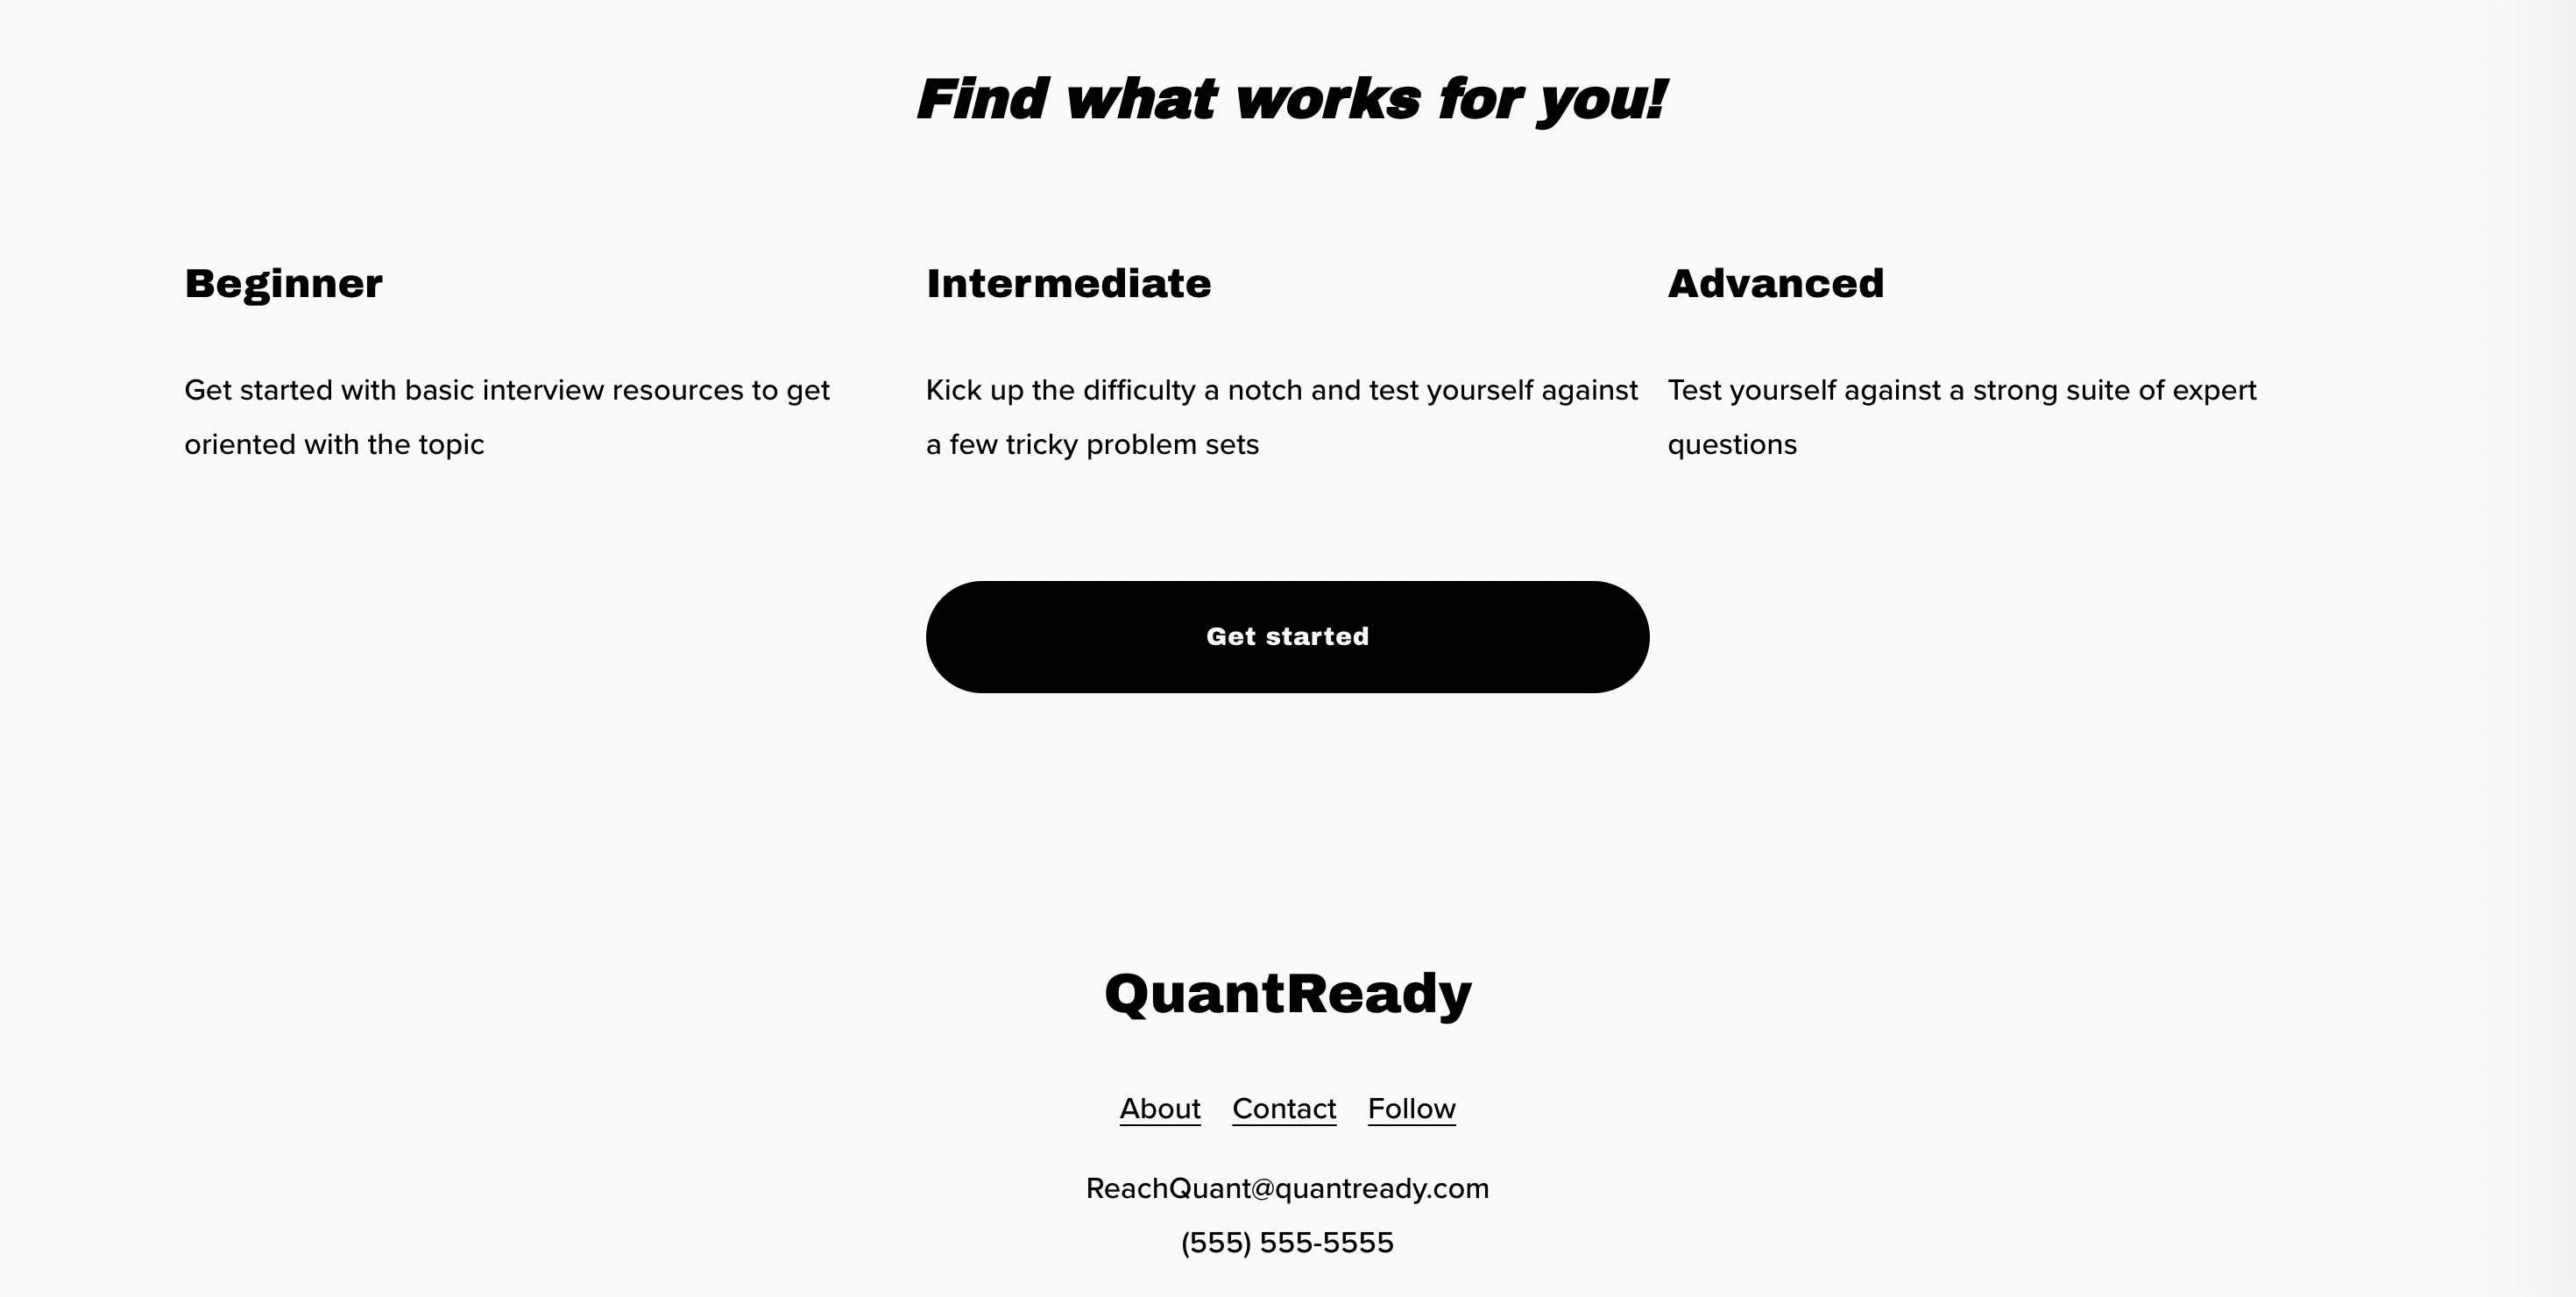 Find what works for you!
Beginner
Get started with basic interview resources to get
oriented with the topic
Intermediate
Kick up the difficulty a notch and test yourself against
a few tricky problem sets
Advanced
Test yourself against a strong suite of expert
questions
Get started
QuantReady
About Contact Follow
ReachQuant@quantready.com
(555) 555-5555